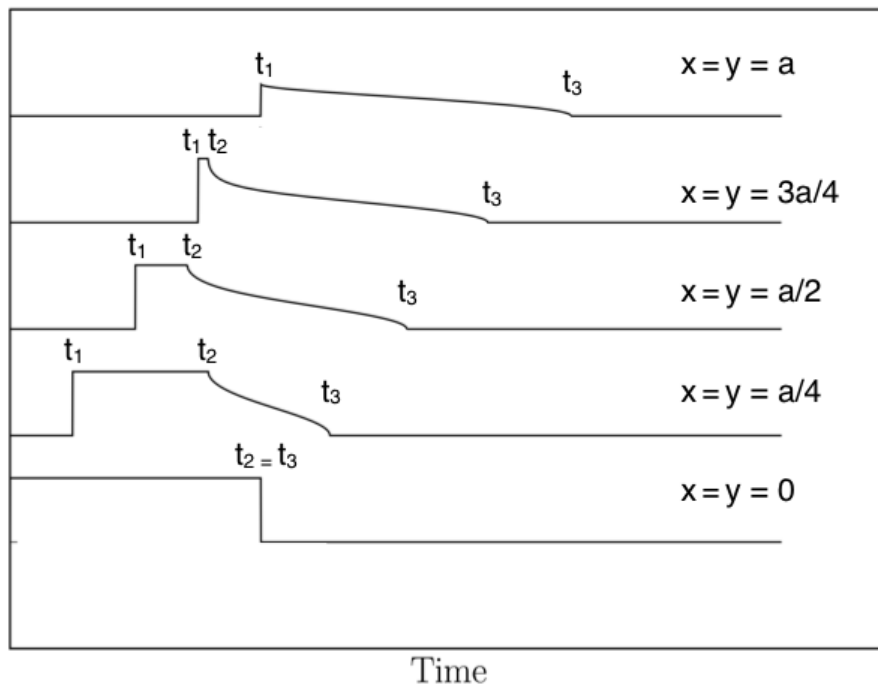 t₁
t₃
x = y = a
t₁ t₂
t₃
x = y = 3a/4
t₁
t₂
t₃
x = y = a/2
t₁
t₂
t₃
x = y = a/4
t₂ = t₃
x = y = 0
Time